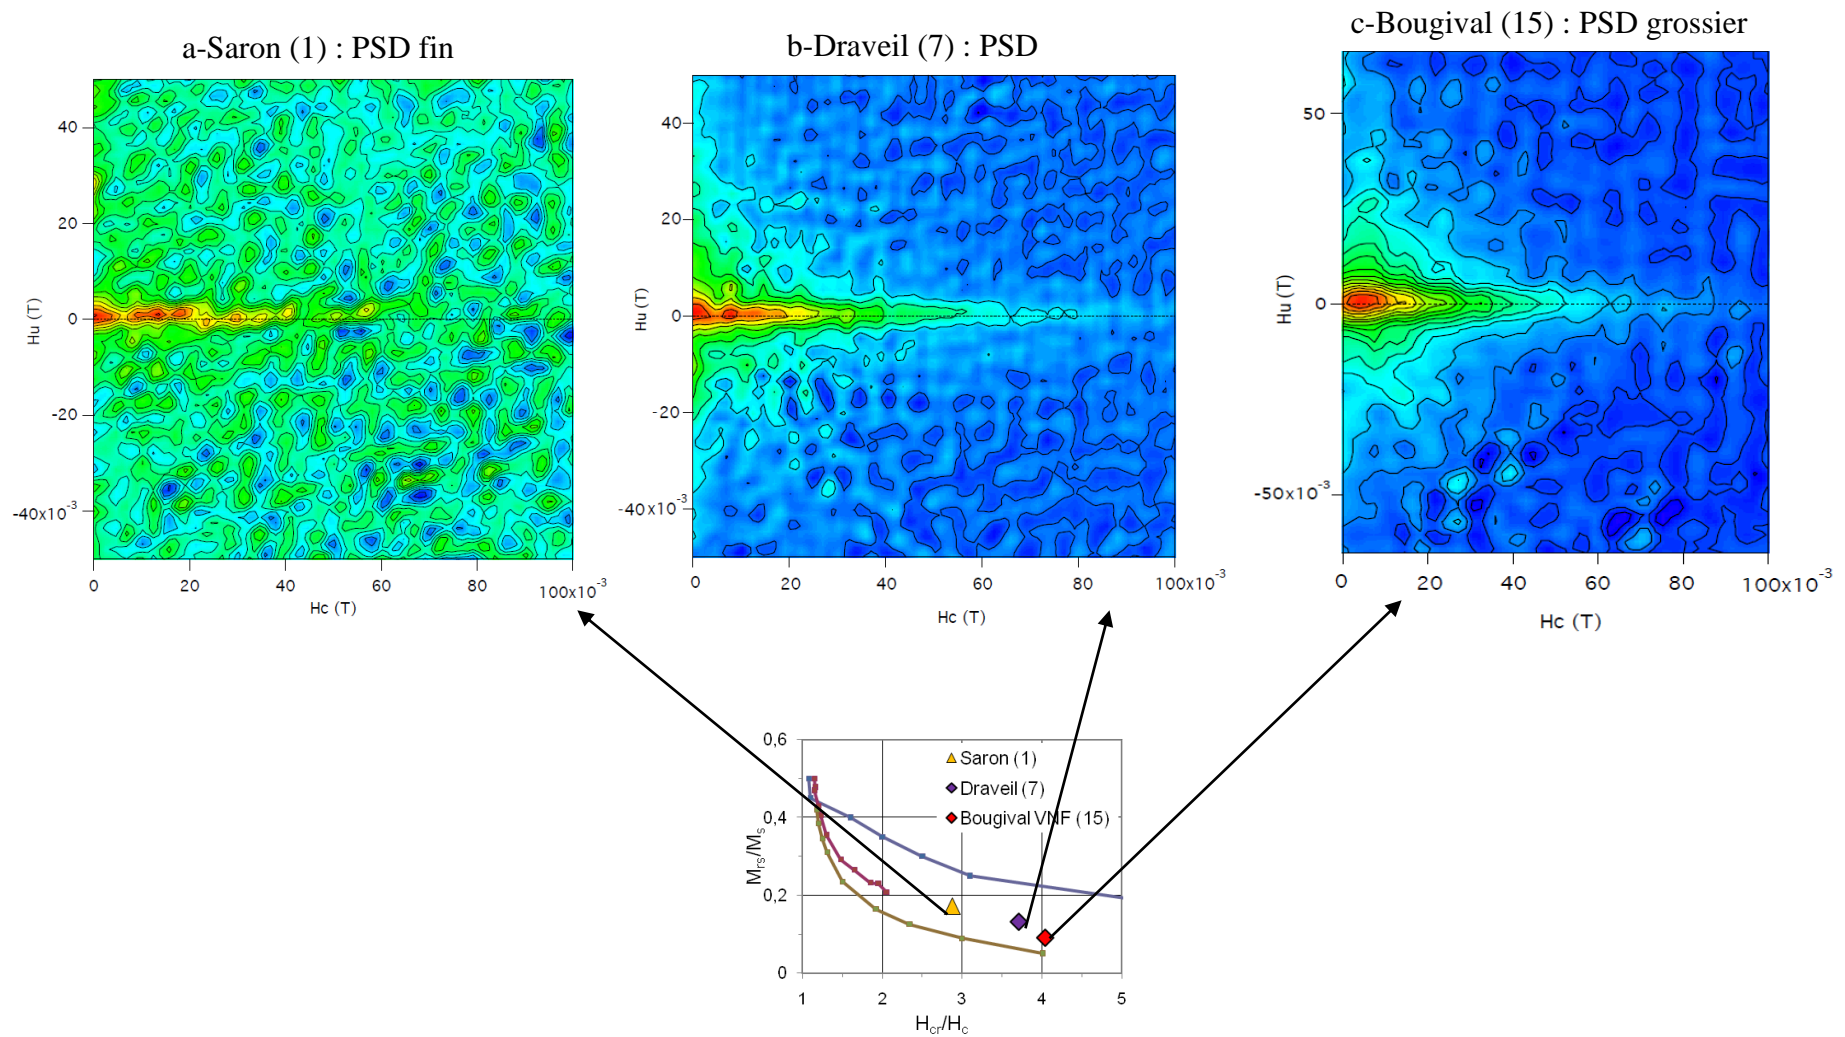 a-Saron (1) : PSD fin
b-Draveil (7) : PSD
c-Bougival (15) : PSD grossier
Hu (T)
40
20
0
-20
-40x10-3
0 20 40 60 80 100x10-3
Hc (T)
Hu (T)
40
20
0
-20
-40x10-3
0 20 40 60 80 100x10-3
Hc (T)
Hu (T)
50
0
-50x10-3
0 20 40 60 80 100x10-3
Hc (T)
Mrs/Ms
0,6
0,4
0,2
0
Saron (1)
Draveil (7)
Bougival VNF (15)
1 2 3 4 5
Hcr/Hc